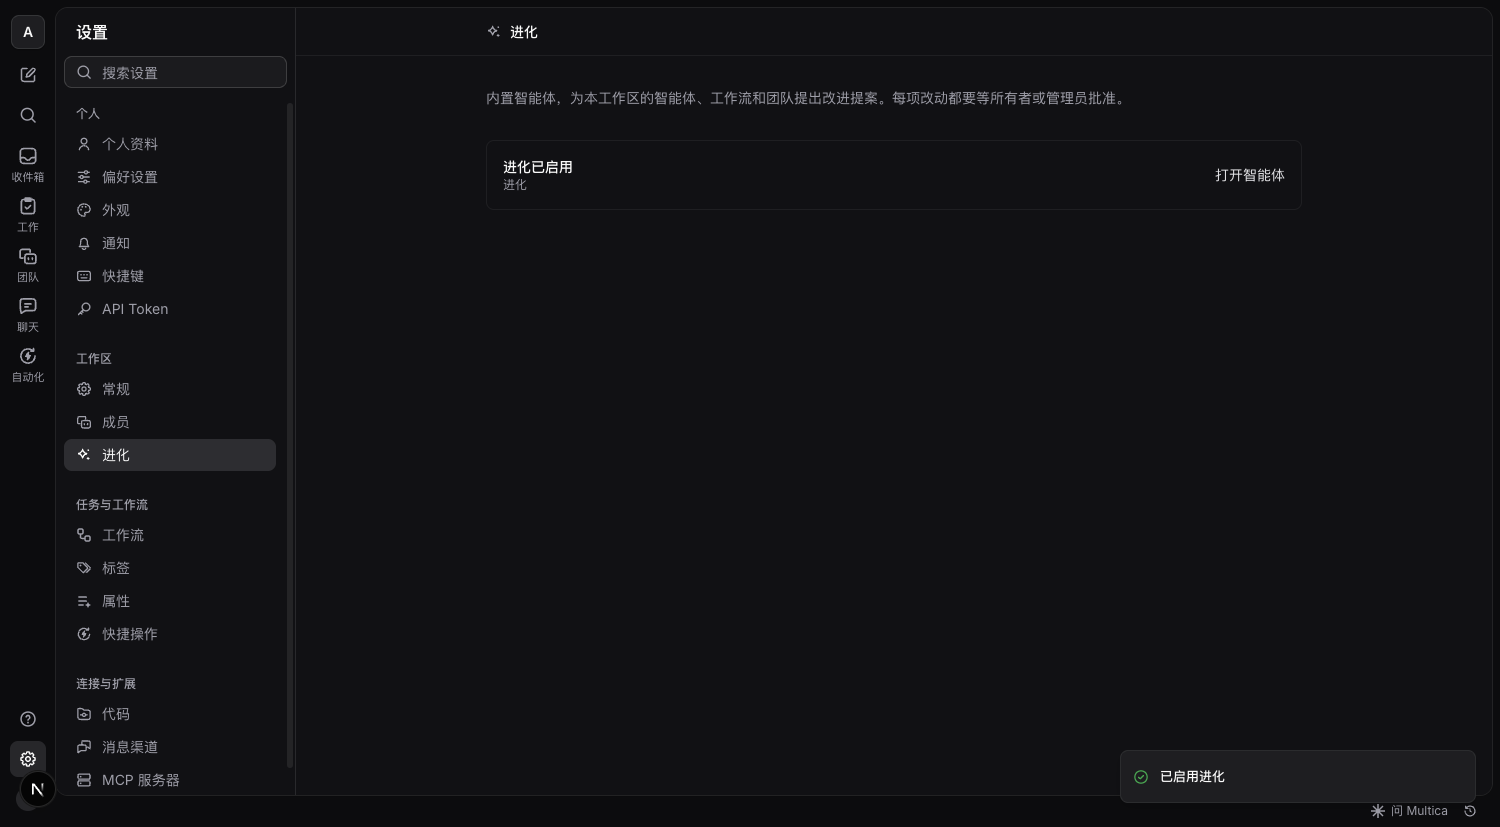 A
收件箱
工作
团队
聊天
自动化
设置
搜索设置
个人
个人资料
偏好设置
外观
通知
快捷键
API Token
工作区
常规
成员
进化
任务与工作流
工作流
标签
属性
快捷操作
连接与扩展
代码
消息渠道
MCP 服务器
N
进化
内置智能体，为本工作区的智能体、工作流和团队提出改进提案。每项改动都要等所有者或管理员批准。
进化已启用
进化
打开智能体
已启用进化
问 Multica